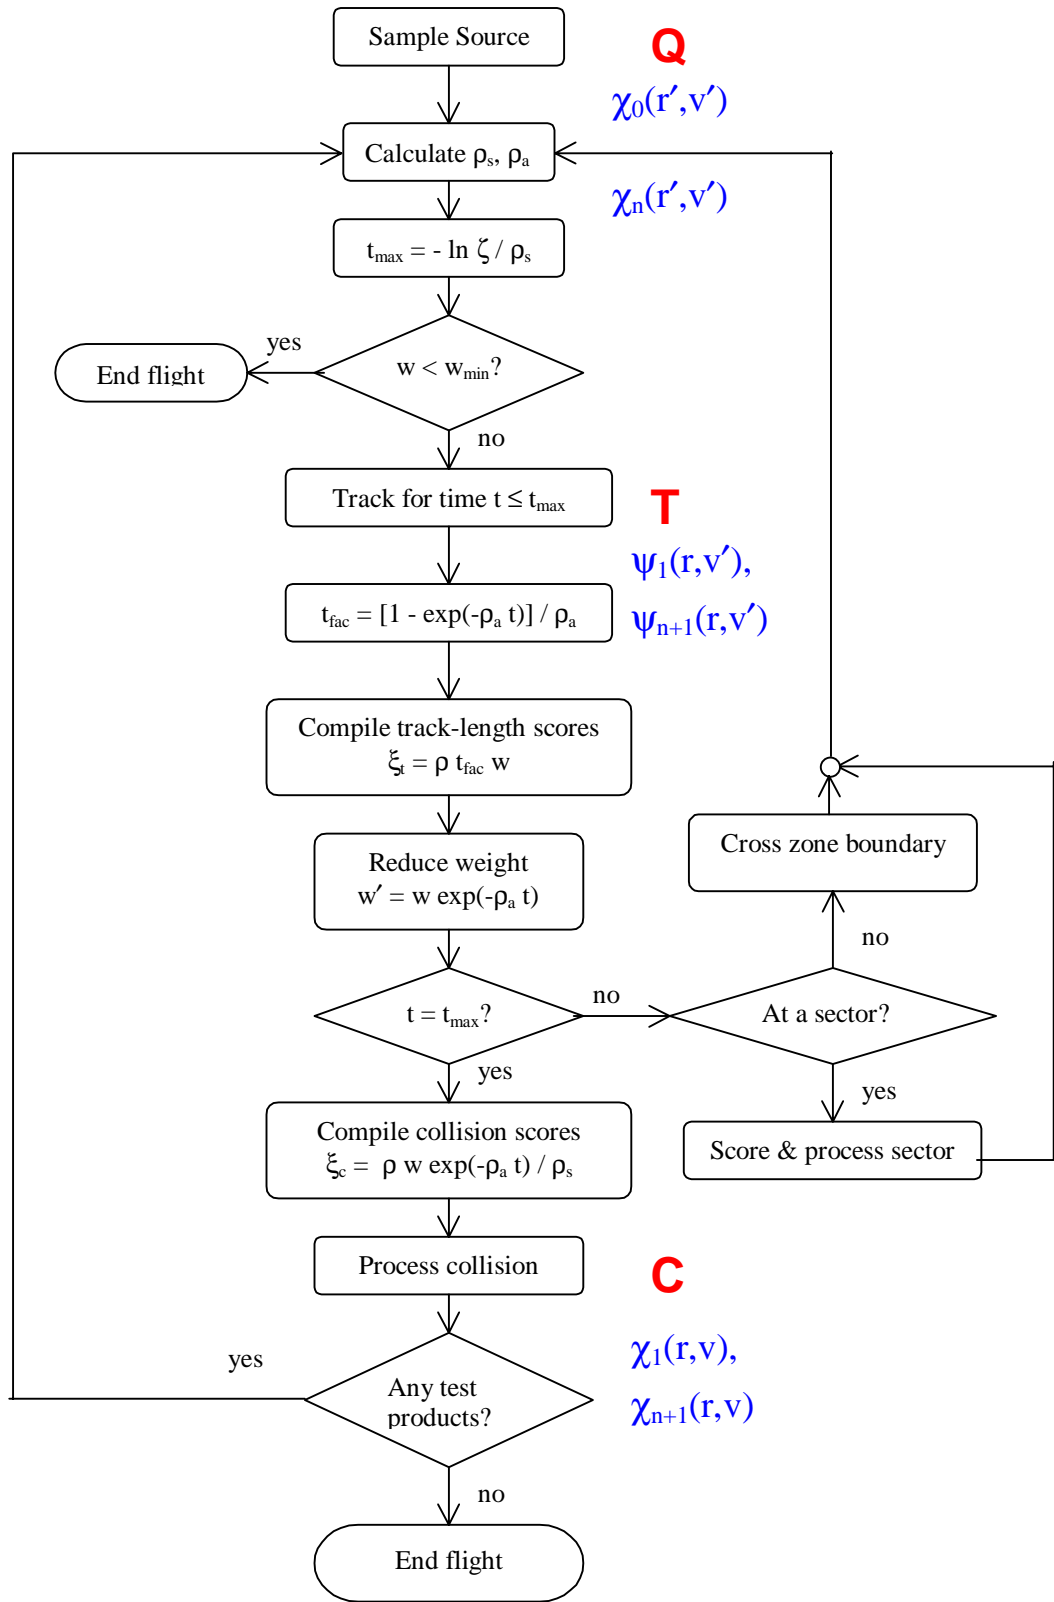 Sample Source
Q
χ₀(r′,v′)
Calculate ρₛ, ρₐ
χₙ(r′,v′)
tₘₐₓ = - ln ζ / ρₛ
yes
w < wₘᵢₙ?
End flight
no
Track for time t ≤ tₘₐₓ
T
ψ₁(r,v′),
t_fac = [1 - exp(-ρₐ t)] / ρₐ
ψₙ₊₁(r,v′)
Compile track-length scores
ξₜ = ρ t_fac w
Reduce weight
w′ = w exp(-ρₐ t)
Cross zone boundary
no
t = tₘₐₓ?
no
At a sector?
yes
yes
Compile collision scores
ξ_c = ρ w exp(-ρₐ t) / ρₛ
Score & process sector
Process collision
C
χ₁(r,v),
yes
Any test
products?
χₙ₊₁(r,v)
no
End flight